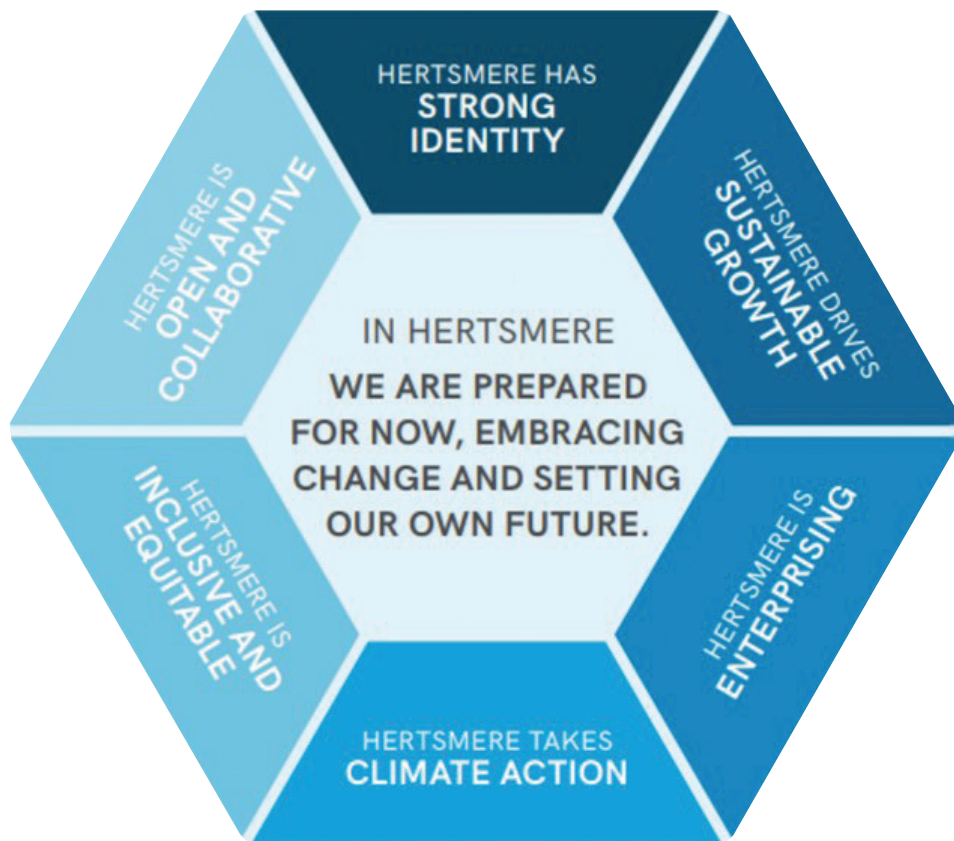 HERTSMERE HAS
STRONG
IDENTITY
HERTSMERE DRIVES
SUSTAINABLE
GROWTH
HERTSMERE IS
ENTERPRISING
HERTSMERE TAKES
CLIMATE ACTION
HERTSMERE IS
INCLUSIVE AND
EQUITABLE
HERTSMERE IS
OPEN AND
COLLABORATIVE
IN HERTSMERE
WE ARE PREPARED
FOR NOW, EMBRACING
CHANGE AND SETTING
OUR OWN FUTURE.